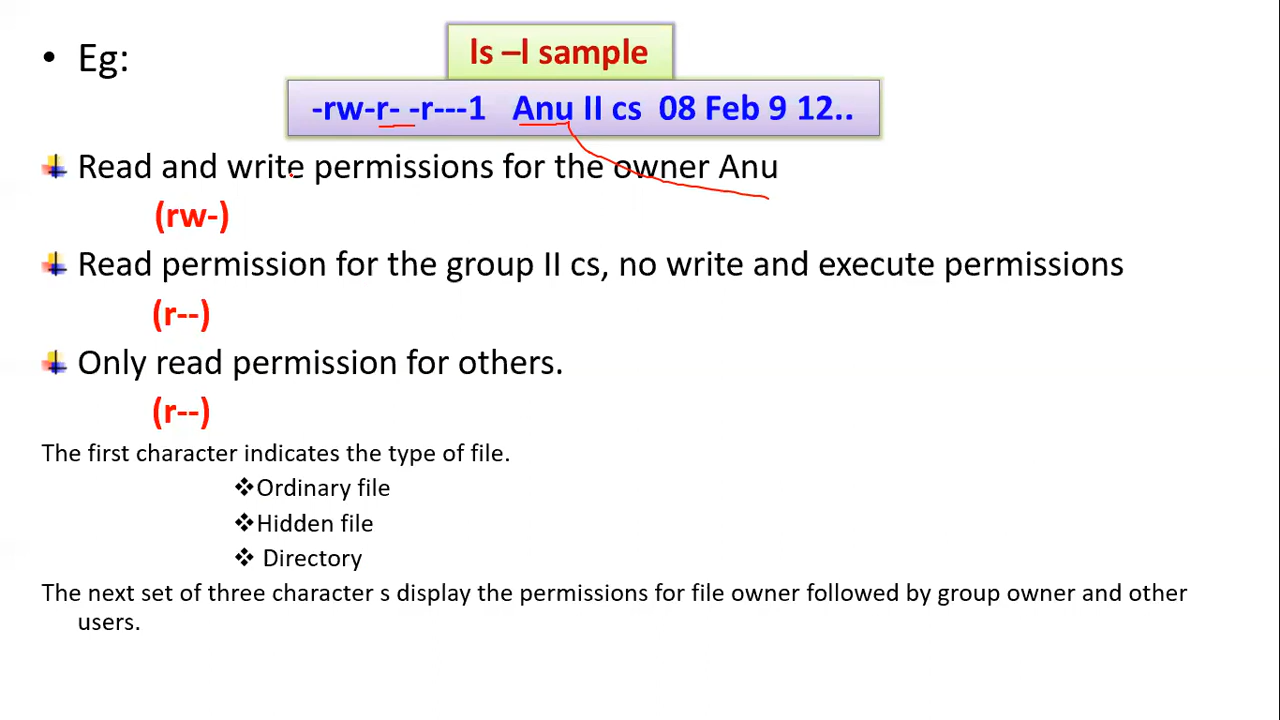 • Eg:
ls –l sample
-rw-r- -r---1 Anu II cs 08 Feb 9 12..
Read and write permissions for the owner Anu
(rw-)
Read permission for the group II cs, no write and execute permissions
(r--)
Only read permission for others.
(r--)
The first character indicates the type of file.
❖Ordinary file
❖Hidden file
❖ Directory
The next set of three character s display the permissions for file owner followed by group owner and other
users.